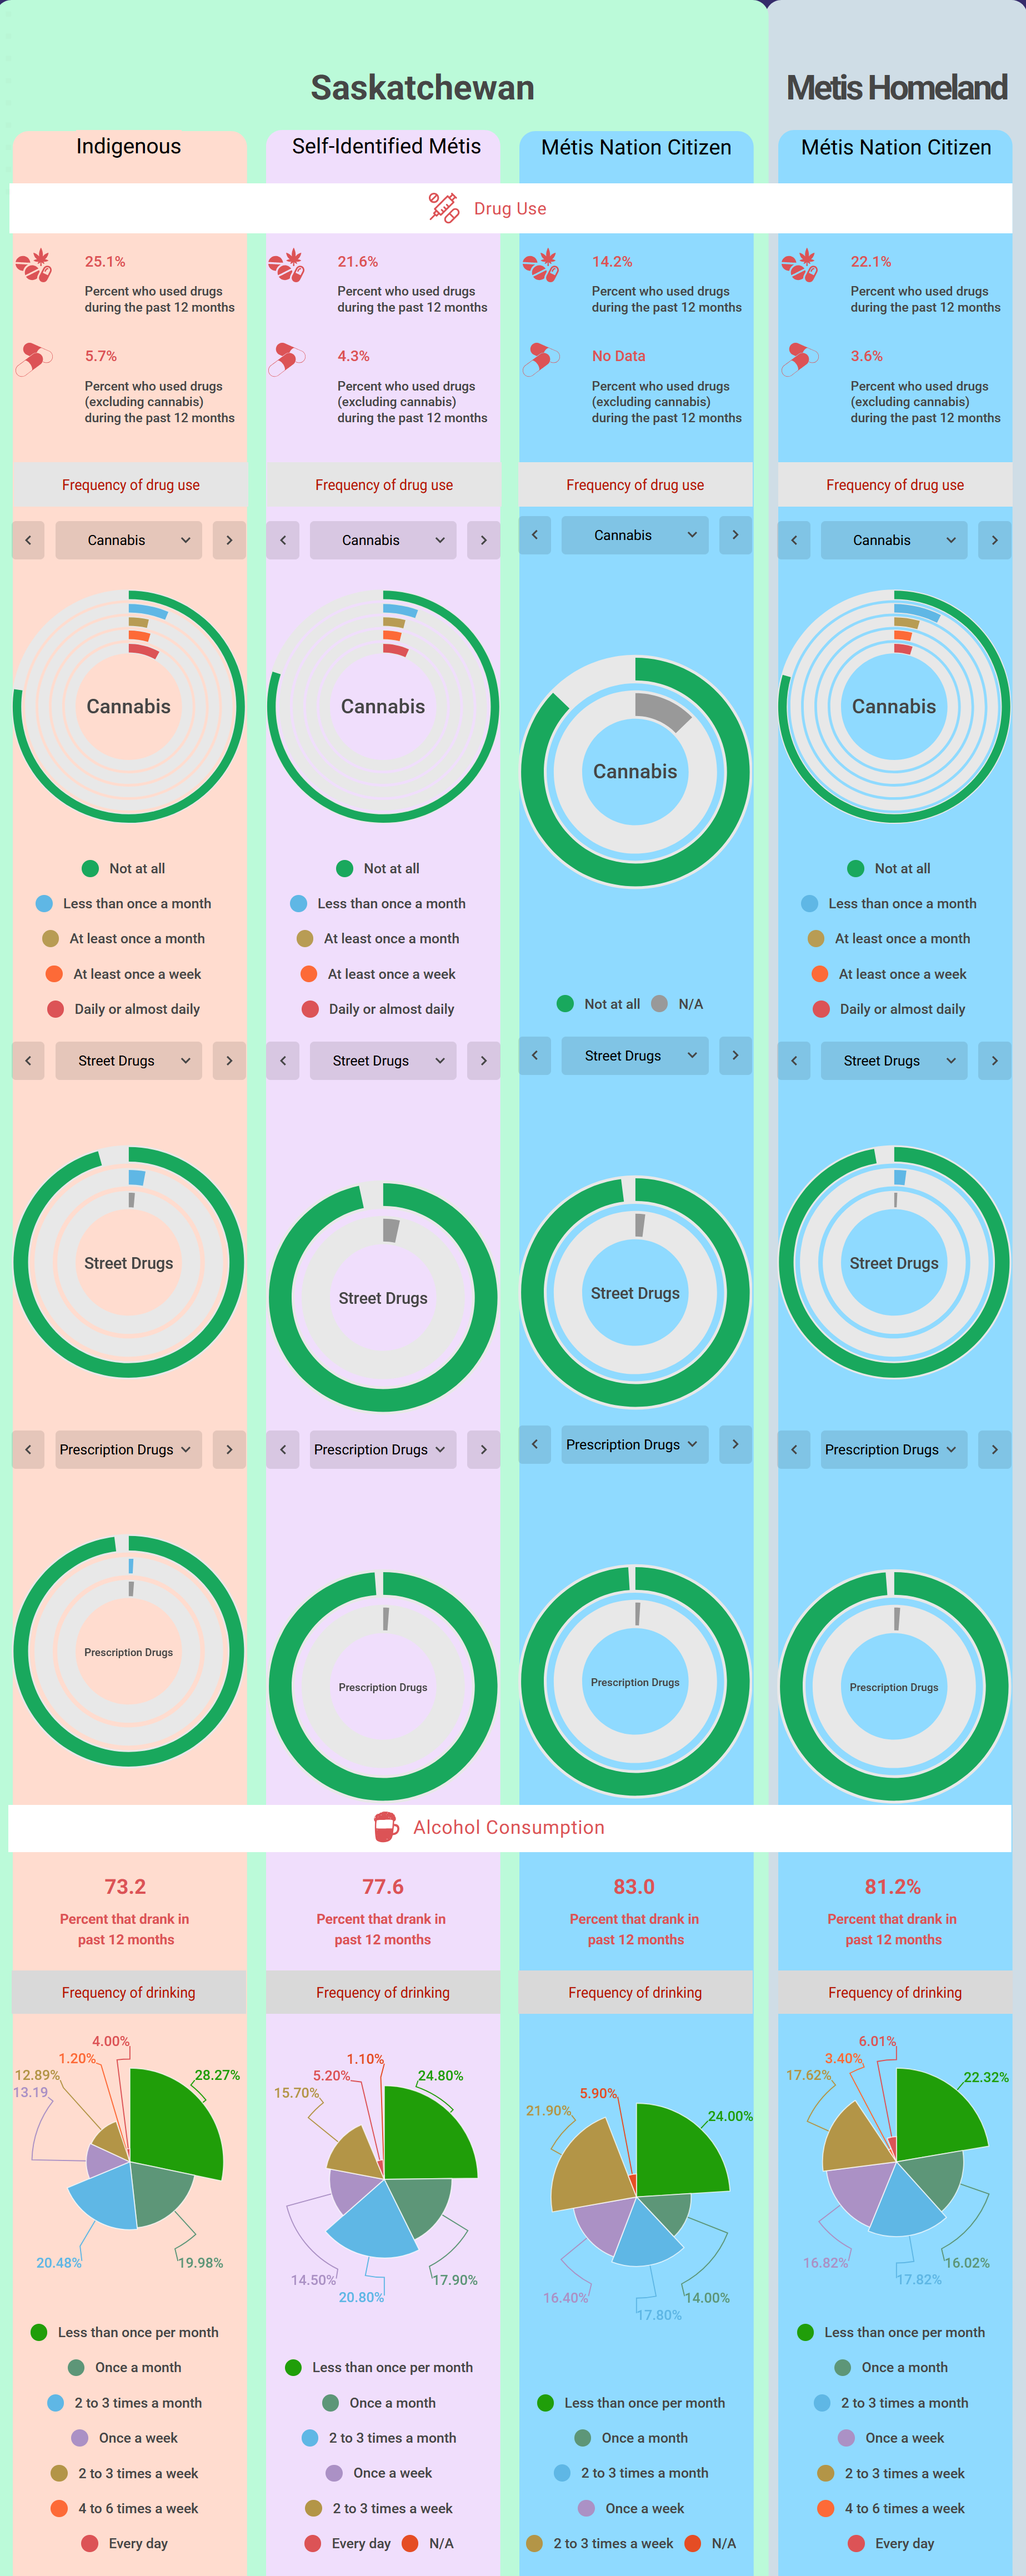 Saskatchewan
Metis Homeland
Indigenous
Self-Identified Métis
Métis Nation Citizen
Métis Nation Citizen
Drug Use
25.1%
Percent who used drugs
during the past 12 months
21.6%
Percent who used drugs
during the past 12 months
14.2%
Percent who used drugs
during the past 12 months
22.1%
Percent who used drugs
during the past 12 months
5.7%
Percent who used drugs
(excluding cannabis)
during the past 12 months
4.3%
Percent who used drugs
(excluding cannabis)
during the past 12 months
No Data
Percent who used drugs
(excluding cannabis)
during the past 12 months
3.6%
Percent who used drugs
(excluding cannabis)
during the past 12 months
Frequency of drug use
Frequency of drug use
Frequency of drug use
Frequency of drug use
Cannabis
Cannabis
Cannabis
Cannabis
Cannabis
Cannabis
Cannabis
Cannabis
Not at all
Less than once a month
At least once a month
At least once a week
Daily or almost daily
Not at all
Less than once a month
At least once a month
At least once a week
Daily or almost daily
Not at all
N/A
Not at all
Less than once a month
At least once a month
At least once a week
Daily or almost daily
Street Drugs
Street Drugs
Street Drugs
Street Drugs
Street Drugs
Street Drugs
Street Drugs
Street Drugs
Prescription Drugs
Prescription Drugs
Prescription Drugs
Prescription Drugs
Prescription Drugs
Prescription Drugs
Prescription Drugs
Prescription Drugs
Alcohol Consumption
73.2
Percent that drank in
past 12 months
77.6
Percent that drank in
past 12 months
83.0
Percent that drank in
past 12 months
81.2%
Percent that drank in
past 12 months
Frequency of drinking
Frequency of drinking
Frequency of drinking
Frequency of drinking
4.00%
1.20%
12.89%
13.19
28.27%
20.48%
19.98%
1.10%
5.20%
24.80%
15.70%
14.50%
20.80%
17.90%
5.90%
21.90%
24.00%
16.40%
14.00%
17.80%
6.01%
3.40%
17.62%
22.32%
16.82%
16.02%
17.82%
Less than once per month
Once a month
2 to 3 times a month
Once a week
2 to 3 times a week
4 to 6 times a week
Every day
Less than once per month
Once a month
2 to 3 times a month
Once a week
2 to 3 times a week
Every day
N/A
Less than once per month
Once a month
2 to 3 times a month
Once a week
2 to 3 times a week
N/A
Less than once per month
Once a month
2 to 3 times a month
Once a week
2 to 3 times a week
4 to 6 times a week
Every day